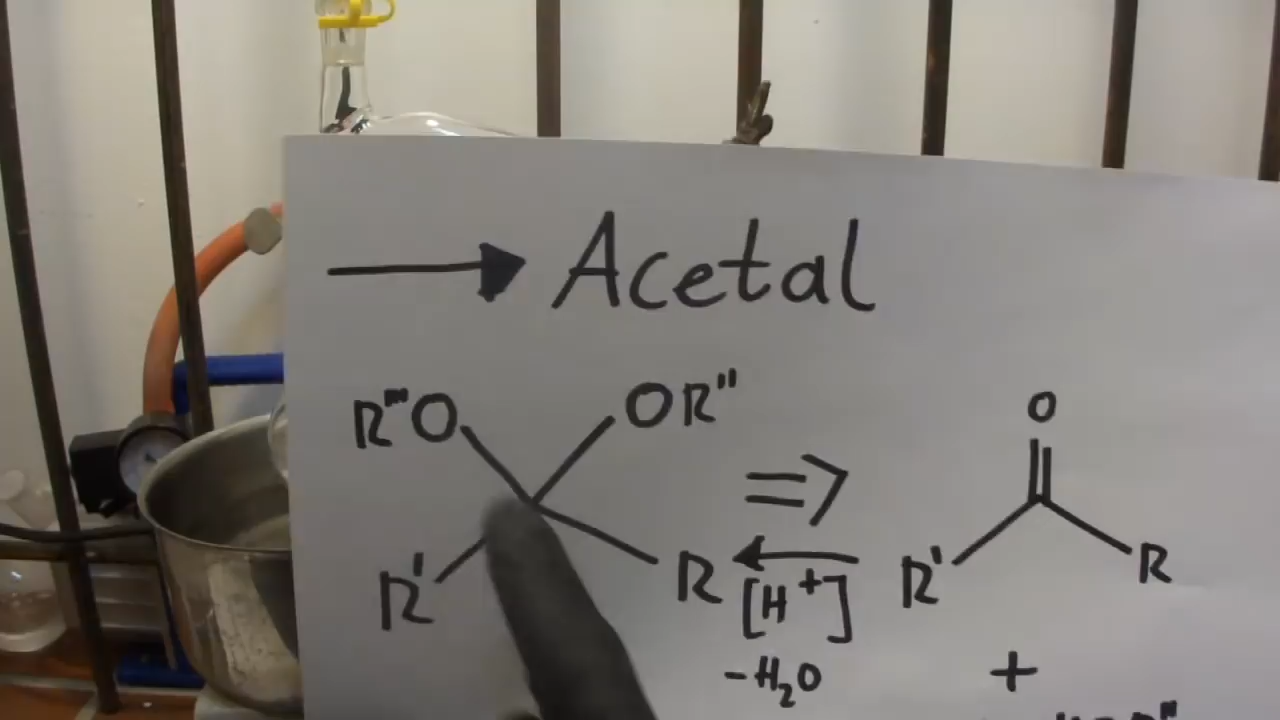 → Acetal
R'''O OR'' O
⇒
R' R ← R' R
[H⁺]
-H₂O +